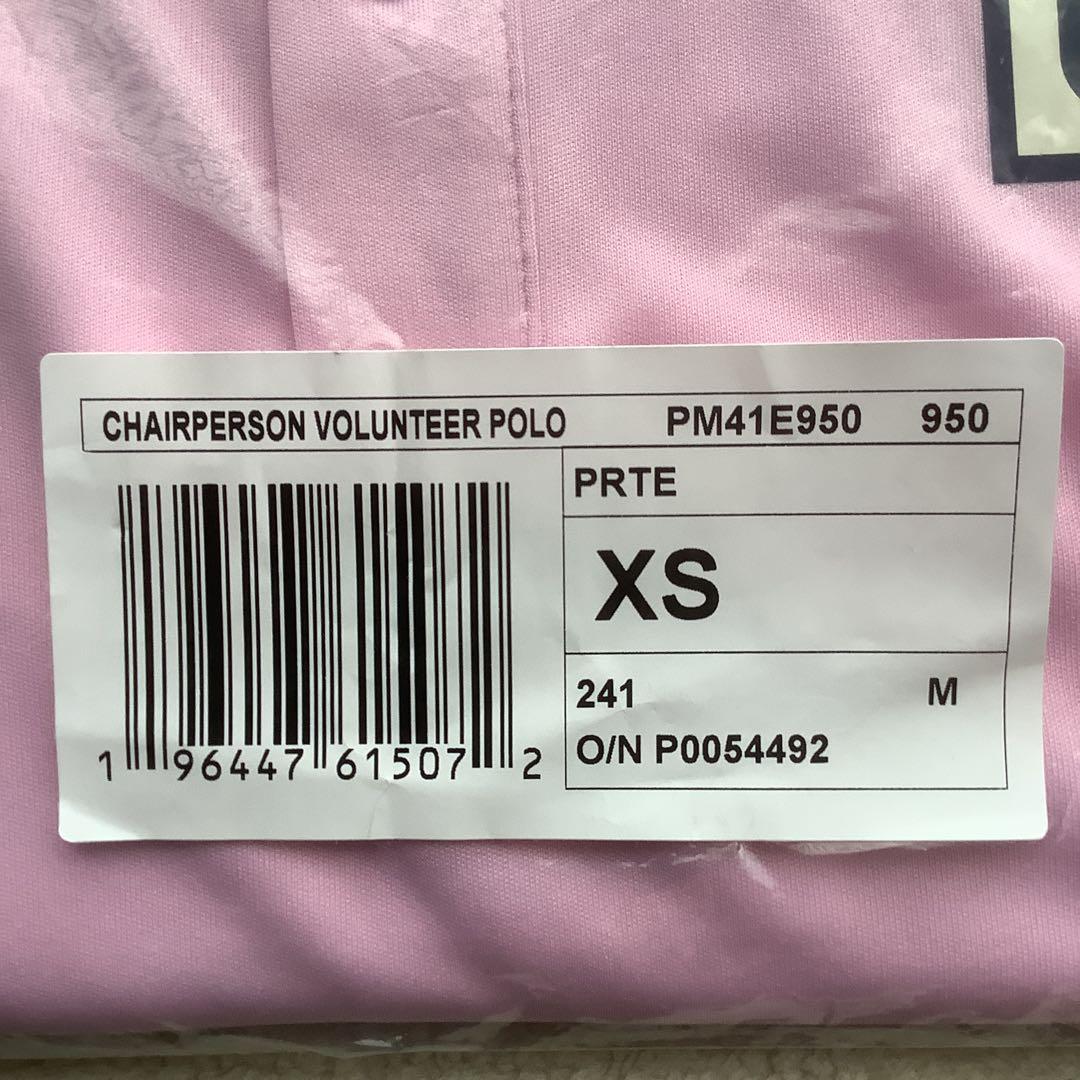 CHAIRPERSON VOLUNTEER POLO PM41E950 950
PRTE
XS
241 M
O/N P0054492
1 96447 61507 2